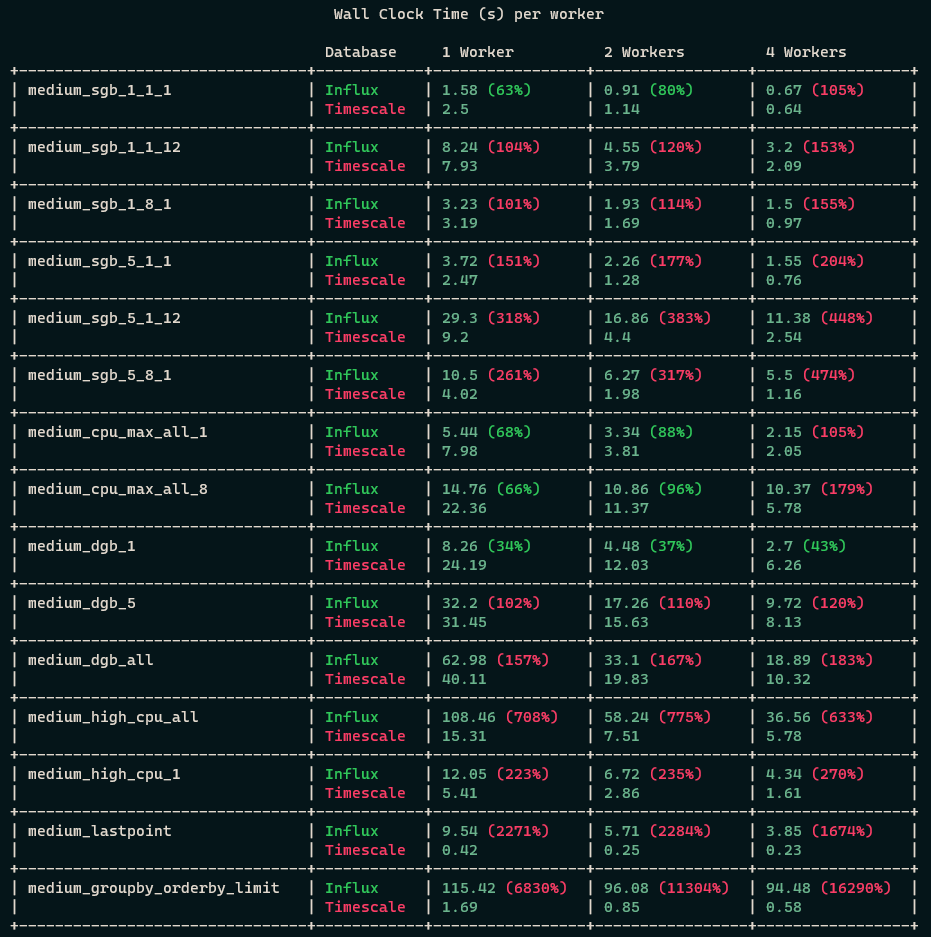 Wall Clock Time (s) per worker
Database 1 Worker 2 Workers 4 Workers
medium_sgb_1_1_1 Influx 1.58 (63%) 0.91 (80%) 0.67 (105%)
Timescale 2.5 1.14 0.64
medium_sgb_1_1_12 Influx 8.24 (104%) 4.55 (120%) 3.2 (153%)
Timescale 7.93 3.79 2.09
medium_sgb_1_8_1 Influx 3.23 (101%) 1.93 (114%) 1.5 (155%)
Timescale 3.19 1.69 0.97
medium_sgb_5_1_1 Influx 3.72 (151%) 2.26 (177%) 1.55 (204%)
Timescale 2.47 1.28 0.76
medium_sgb_5_1_12 Influx 29.3 (318%) 16.86 (383%) 11.38 (448%)
Timescale 9.2 4.4 2.54
medium_sgb_5_8_1 Influx 10.5 (261%) 6.27 (317%) 5.5 (474%)
Timescale 4.02 1.98 1.16
medium_cpu_max_all_1 Influx 5.44 (68%) 3.34 (88%) 2.15 (105%)
Timescale 7.98 3.81 2.05
medium_cpu_max_all_8 Influx 14.76 (66%) 10.86 (96%) 10.37 (179%)
Timescale 22.36 11.37 5.78
medium_dgb_1 Influx 8.26 (34%) 4.48 (37%) 2.7 (43%)
Timescale 24.19 12.03 6.26
medium_dgb_5 Influx 32.2 (102%) 17.26 (110%) 9.72 (120%)
Timescale 31.45 15.63 8.13
medium_dgb_all Influx 62.98 (157%) 33.1 (167%) 18.89 (183%)
Timescale 40.11 19.83 10.32
medium_high_cpu_all Influx 108.46 (708%) 58.24 (775%) 36.56 (633%)
Timescale 15.31 7.51 5.78
medium_high_cpu_1 Influx 12.05 (223%) 6.72 (235%) 4.34 (270%)
Timescale 5.41 2.86 1.61
medium_lastpoint Influx 9.54 (2271%) 5.71 (2284%) 3.85 (1674%)
Timescale 0.42 0.25 0.23
medium_groupby_orderby_limit Influx 115.42 (6830%) 96.08 (11304%) 94.48 (16290%)
Timescale 1.69 0.85 0.58